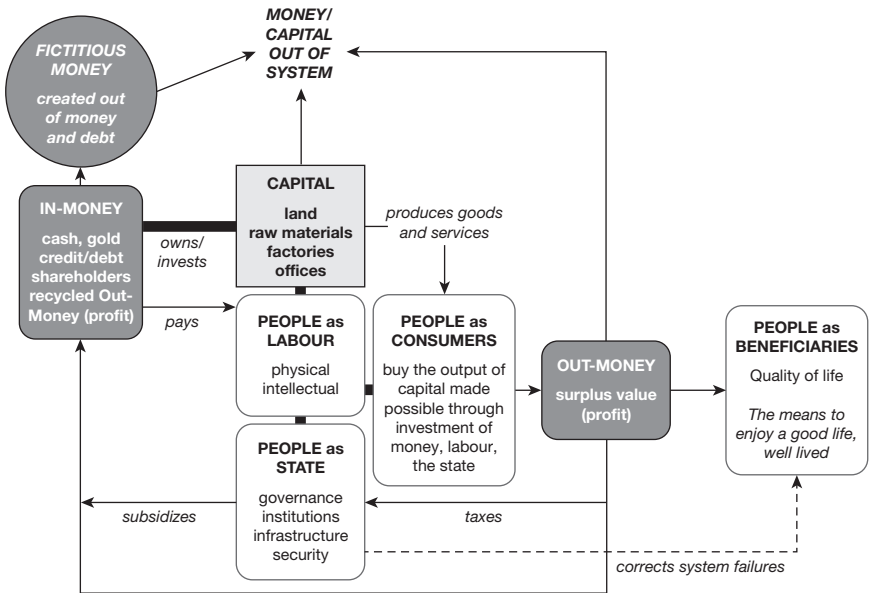 MONEY/
CAPITAL
OUT OF
SYSTEM
FICTITIOUS
MONEY
created out
of money
and debt
IN-MONEY
cash, gold
credit/debt
shareholders
recycled Out-
Money (profit)
owns/
invests
CAPITAL
land
raw materials
factories
offices
produces goods
and services
pays
PEOPLE as
LABOUR
physical
intellectual
PEOPLE as
CONSUMERS
buy the output of
capital made
possible through
investment of
money, labour,
the state
OUT-MONEY
surplus value
(profit)
PEOPLE as
BENEFICIARIES
Quality of life
The means to
enjoy a good life,
well lived
PEOPLE as
STATE
governance
institutions
infrastructure
security
subsidizes
taxes
corrects system failures